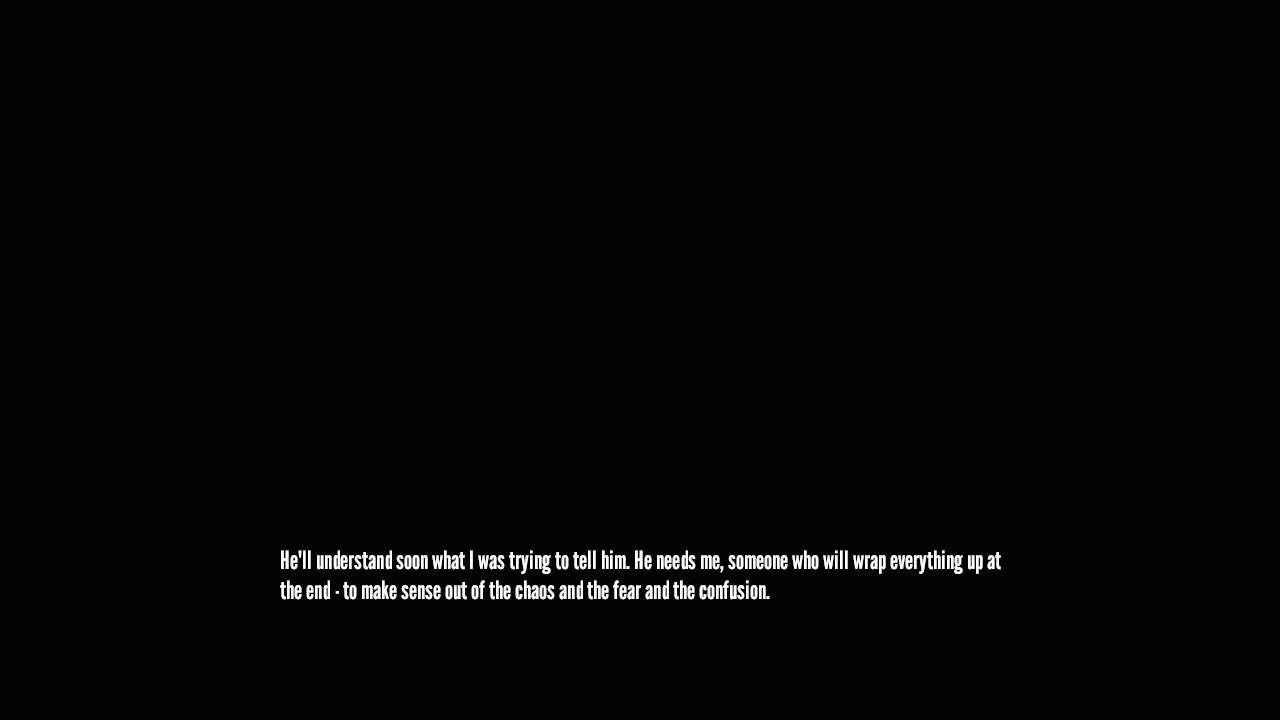 He'll understand soon what I was trying to tell him. He needs me, someone who will wrap everything up at
the end - to make sense out of the chaos and the fear and the confusion.